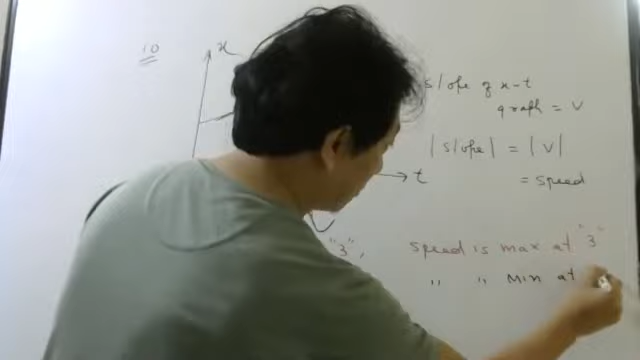 10
x
slope of x-t
graph = V
|slope| = |V|
t
= speed
"3",
speed is max at "3"
" " Min at